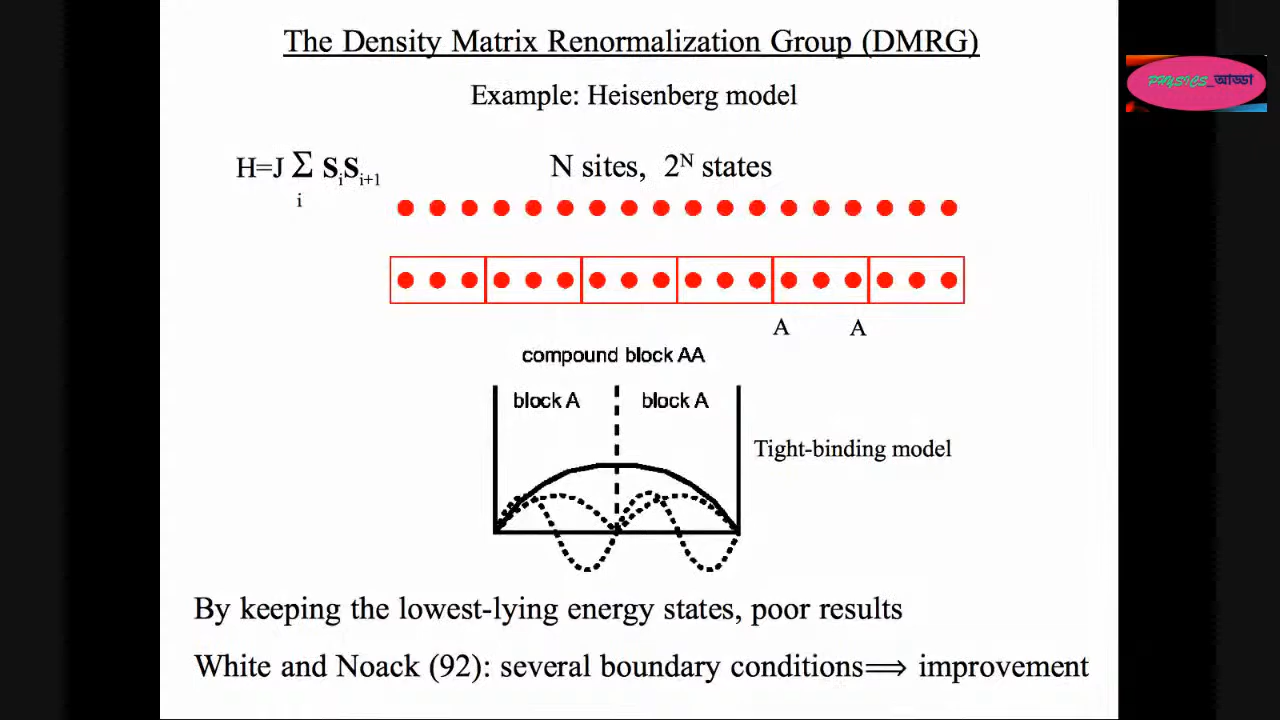 The Density Matrix Renormalization Group (DMRG)
PHYSICS_আড্ডা
Example: Heisenberg model
H=J Σ SᵢSᵢ₊₁
i
N sites, 2ᴺ states
A A
compound block AA
block A block A
Tight-binding model
By keeping the lowest-lying energy states, poor results
White and Noack (92): several boundary conditions⟹ improvement